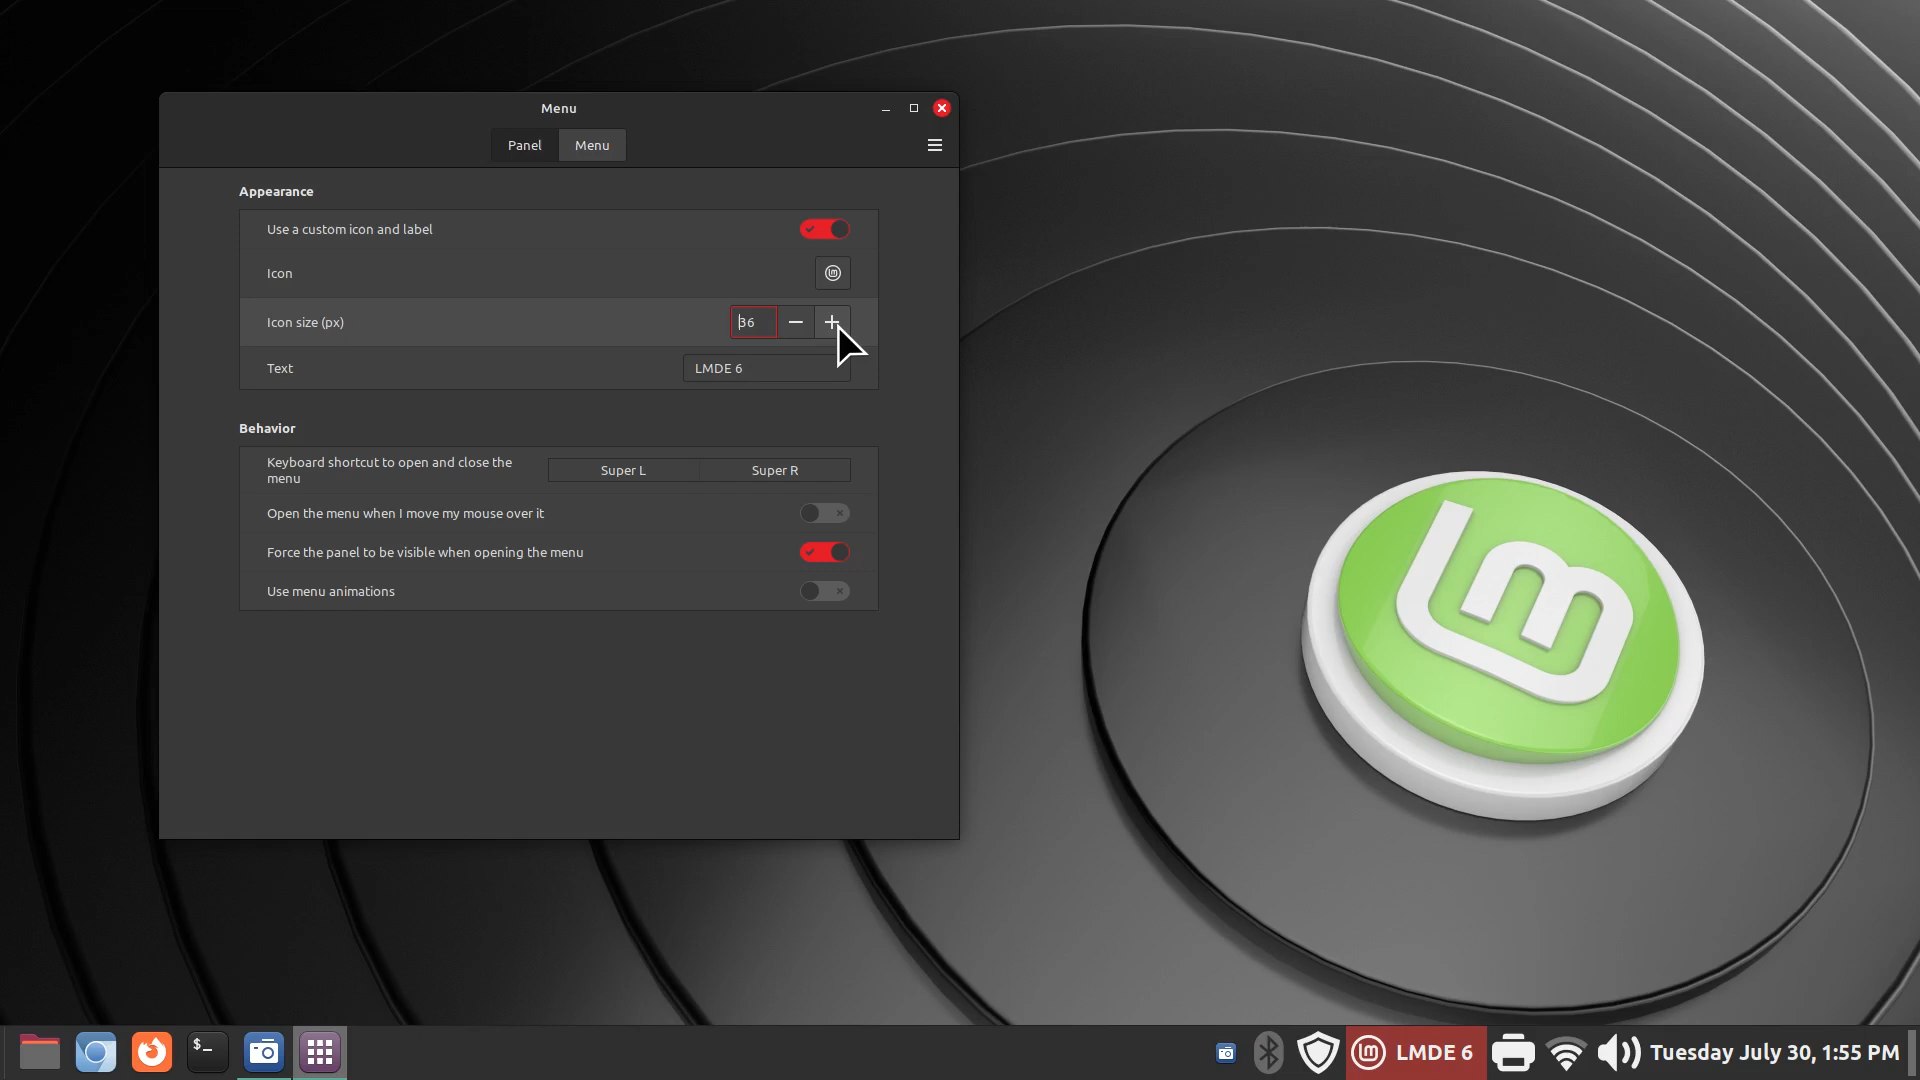 Menu
Panel Menu
Appearance
Use a custom icon and label
Icon
Icon size (px) 36
Text LMDE 6
Behavior
Keyboard shortcut to open and close the
menu
Super L Super R
Open the menu when I move my mouse over it
Force the panel to be visible when opening the menu
Use menu animations
lm
$_
LMDE 6
Tuesday July 30, 1:55 PM